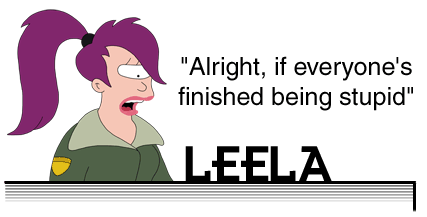 "Alright, if everyone's
finished being stupid"
LEELA